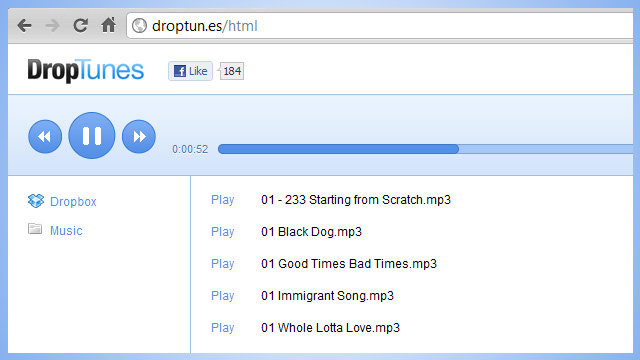 droptun.es/html
DropTunes
Like 184
0:00:52
Dropbox
Music
Play 01 - 233 Starting from Scratch.mp3
Play 01 Black Dog.mp3
Play 01 Good Times Bad Times.mp3
Play 01 Immigrant Song.mp3
Play 01 Whole Lotta Love.mp3